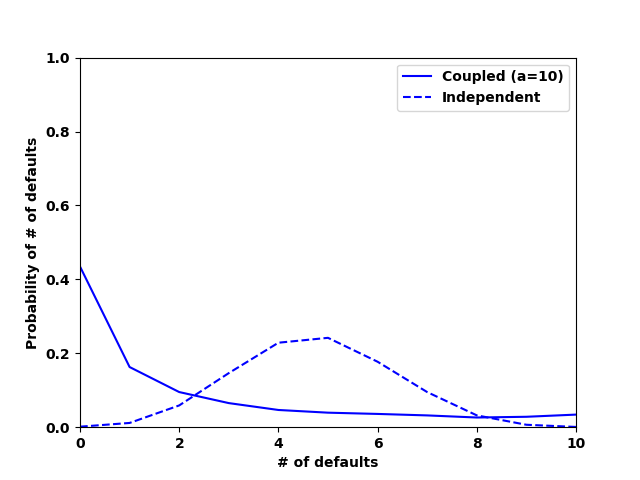 1.0
0.8
0.6
0.4
0.2
0.0
Probability of # of defaults
Coupled (a=10)
Independent
0 2 4 6 8 10
# of defaults